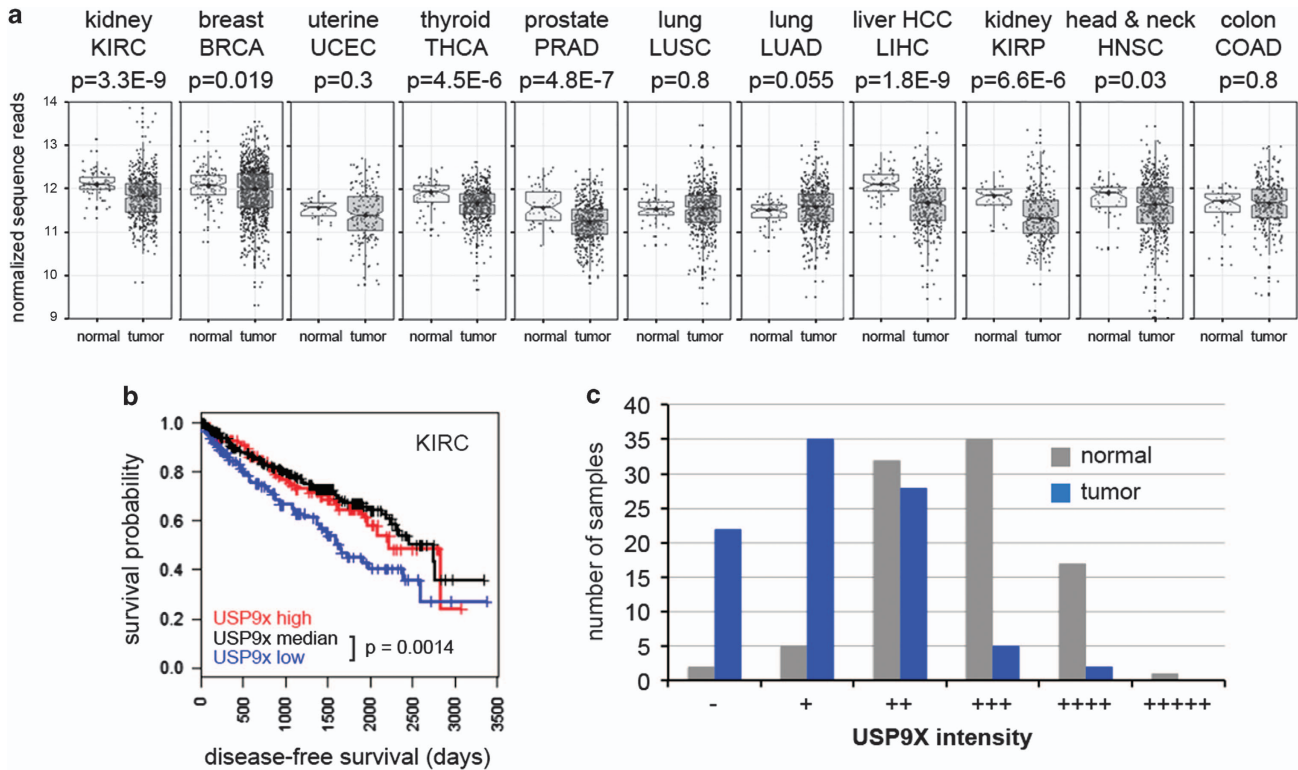 a
kidney breast uterine thyroid prostate lung lung liver HCC kidney head & neck colon
KIRC BRCA UCEC THCA PRAD LUSC LUAD LIHC KIRP HNSC COAD
p=3.3E-9 p=0.019 p=0.3 p=4.5E-6 p=4.8E-7 p=0.8 p=0.055 p=1.8E-9 p=6.6E-6 p=0.03 p=0.8
normalized sequence reads
14
13
12
11
10
9
normal tumor normal tumor normal tumor normal tumor normal tumor normal tumor normal tumor normal tumor normal tumor normal tumor normal tumor
b
survival probability
1.0
0.8
0.6
0.4
0.2
0.0
KIRC
USP9x high
USP9x median
USP9x low
] p = 0.0014
0 500 1000 1500 2000 2500 3000 3500
disease-free survival (days)
c
number of samples
40
35
30
25
20
15
10
5
0
normal
tumor
- + ++ +++ ++++ +++++
USP9X intensity